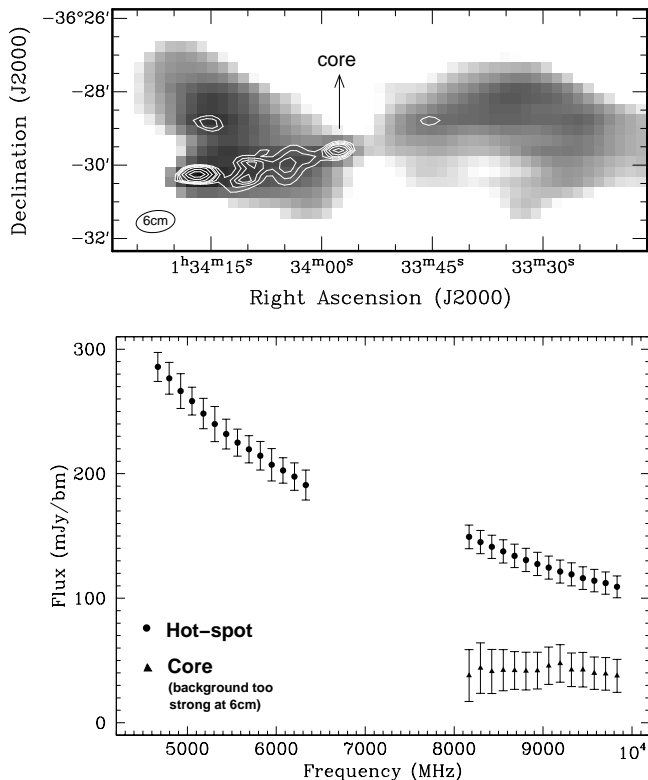 −36°26′
−28′
−30′
−32′
Declination (J2000)
core
6cm
1ʰ34ᵐ15ˢ 34ᵐ00ˢ 33ᵐ45ˢ 33ᵐ30ˢ
Right Ascension (J2000)
300
200
100
0
Flux (mJy/bm)
Hot−spot
Core
(background too
strong at 6cm)
5000 6000 7000 8000 9000 10⁴
Frequency (MHz)